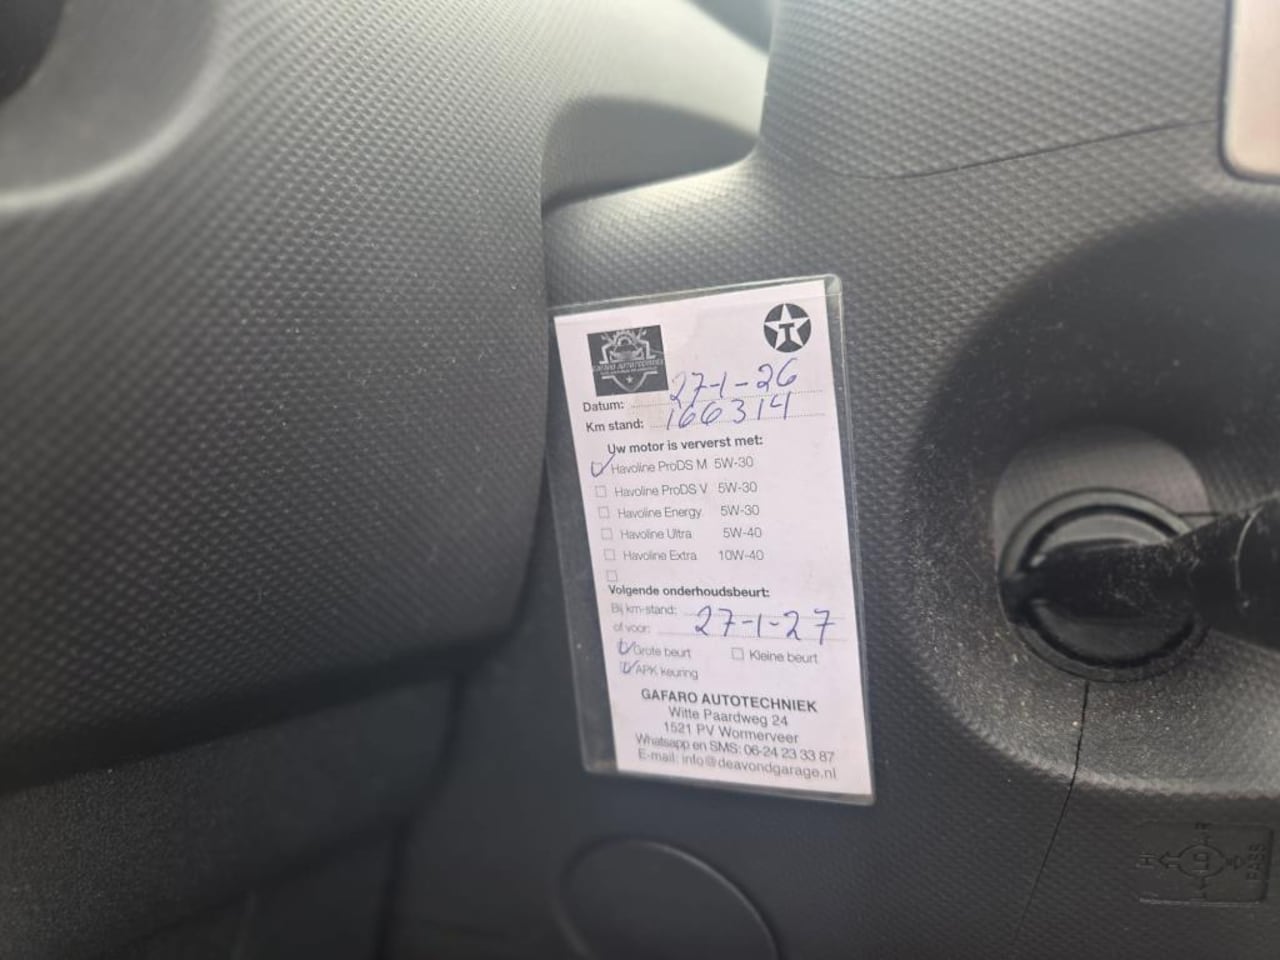 GAFARO AUTOTECHNIEK
T
Datum: 27-1-26
Km stand: 166314
Uw motor is ververst met:
Havoline ProDS M 5W-30
Havoline ProDS V 5W-30
Havoline Energy 5W-30
Havoline Ultra 5W-40
Havoline Extra 10W-40
Volgende onderhoudsbeurt:
Bij km-stand:
of voor: 27-1-27
Grote beurt Kleine beurt
APK keuring
GAFARO AUTOTECHNIEK
Witte Paardweg 24
1521 PV Wormerveer
Whatsapp en SMS: 06-24 23 33 87
E-mail: info@deavondgarage.nl
PASS